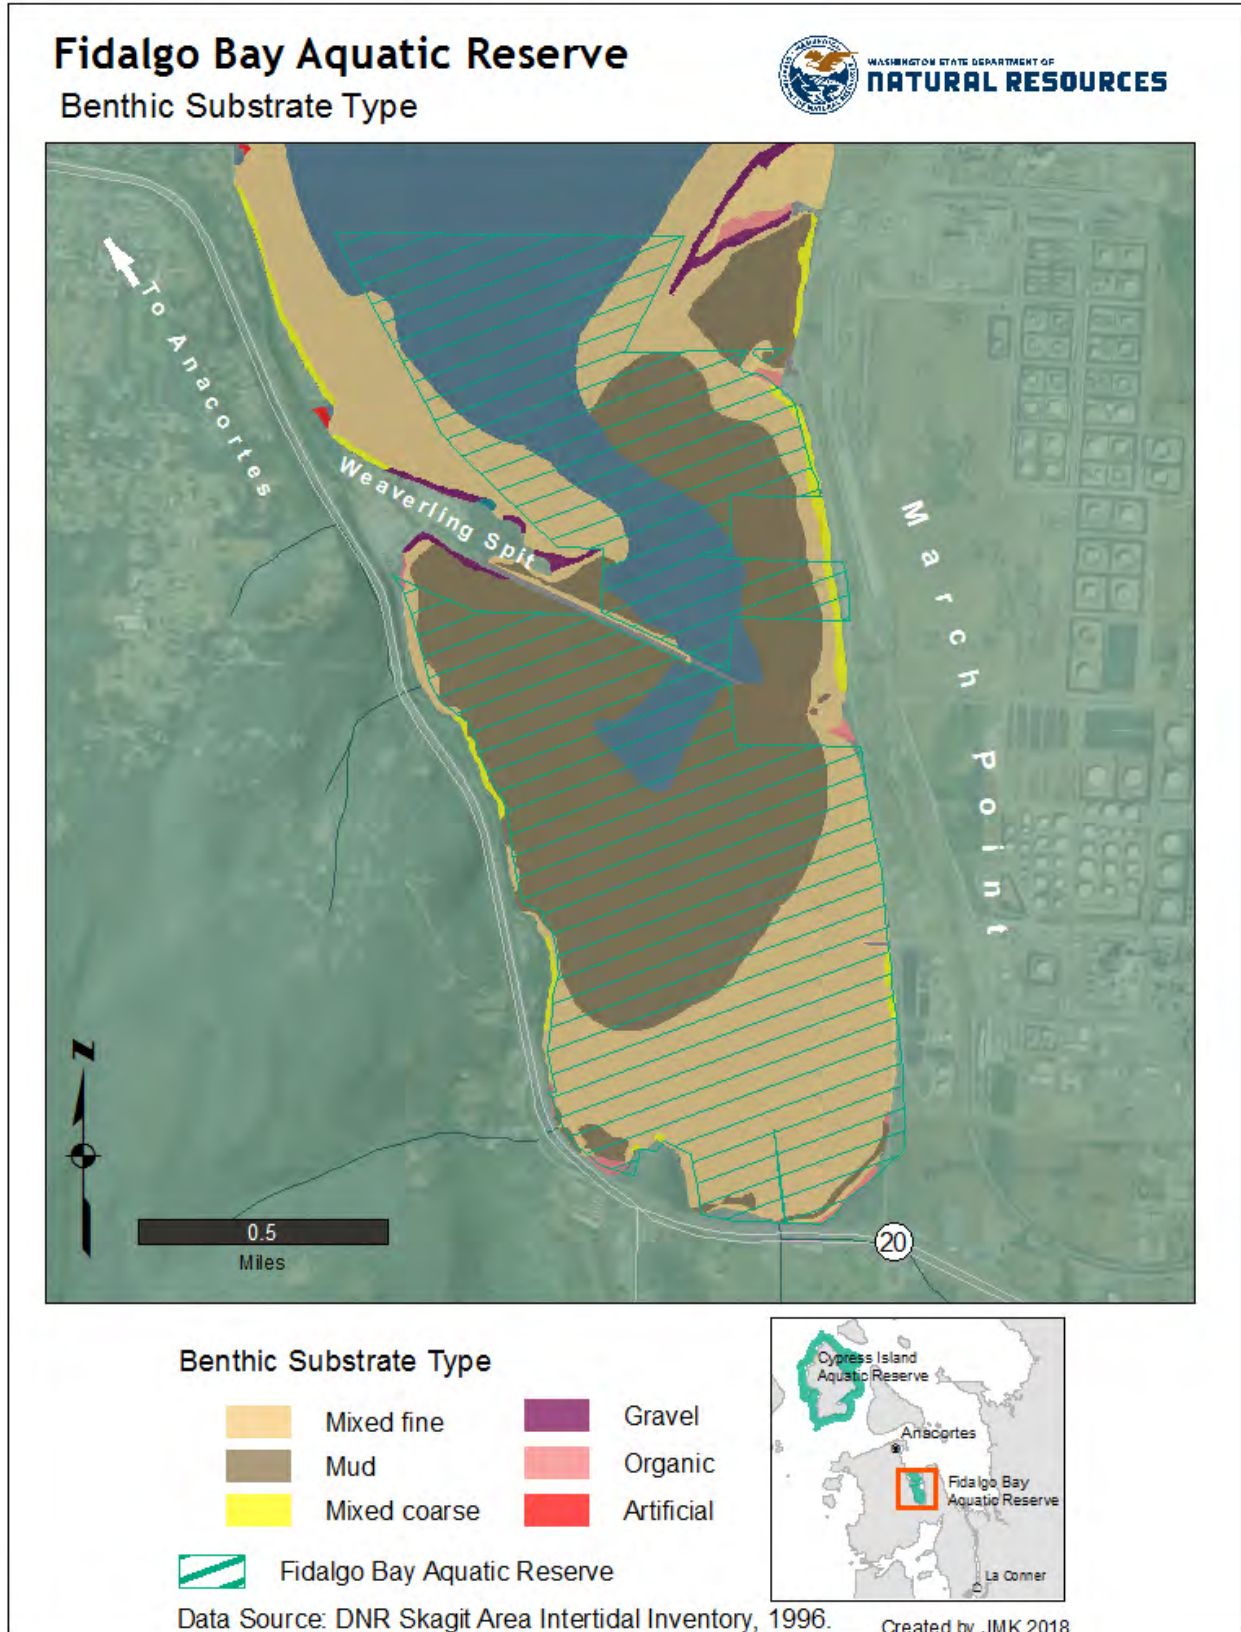 Fidalgo Bay Aquatic Reserve
Benthic Substrate Type
WASHINGTON STATE DEPARTMENT OF
NATURAL RESOURCES
To Anacortes
Weaverling Spit
March Point
N
0.5
Miles
20
Benthic Substrate Type
Mixed fine
Mud
Mixed coarse
Gravel
Organic
Artificial
Fidalgo Bay Aquatic Reserve
Data Source: DNR Skagit Area Intertidal Inventory, 1996.
Cypress Island
Aquatic Reserve
Anacortes
Fidalgo Bay
Aquatic Reserve
La Conner
Created by JMK 2018